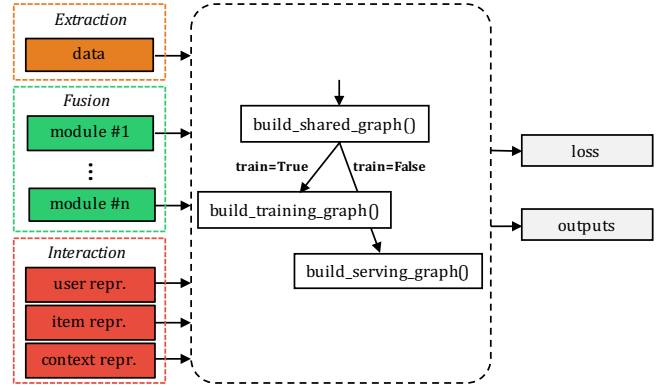 Extraction
data
Fusion
module #1
⋮
module #n
Interaction
user repr.
item repr.
context repr.
build_shared_graph()
train=True
train=False
build_training_graph()
build_serving_graph()
loss
outputs